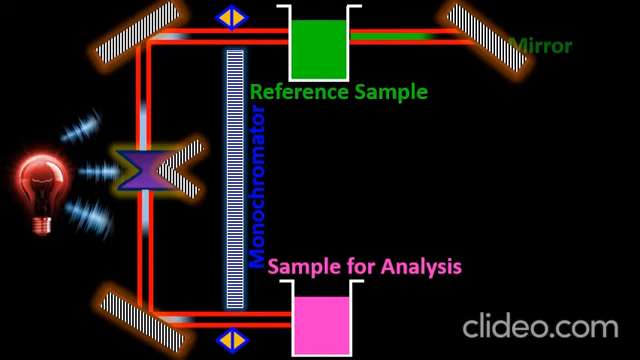 Mirror
Reference Sample
Monochromator
Sample for Analysis
clideo.com